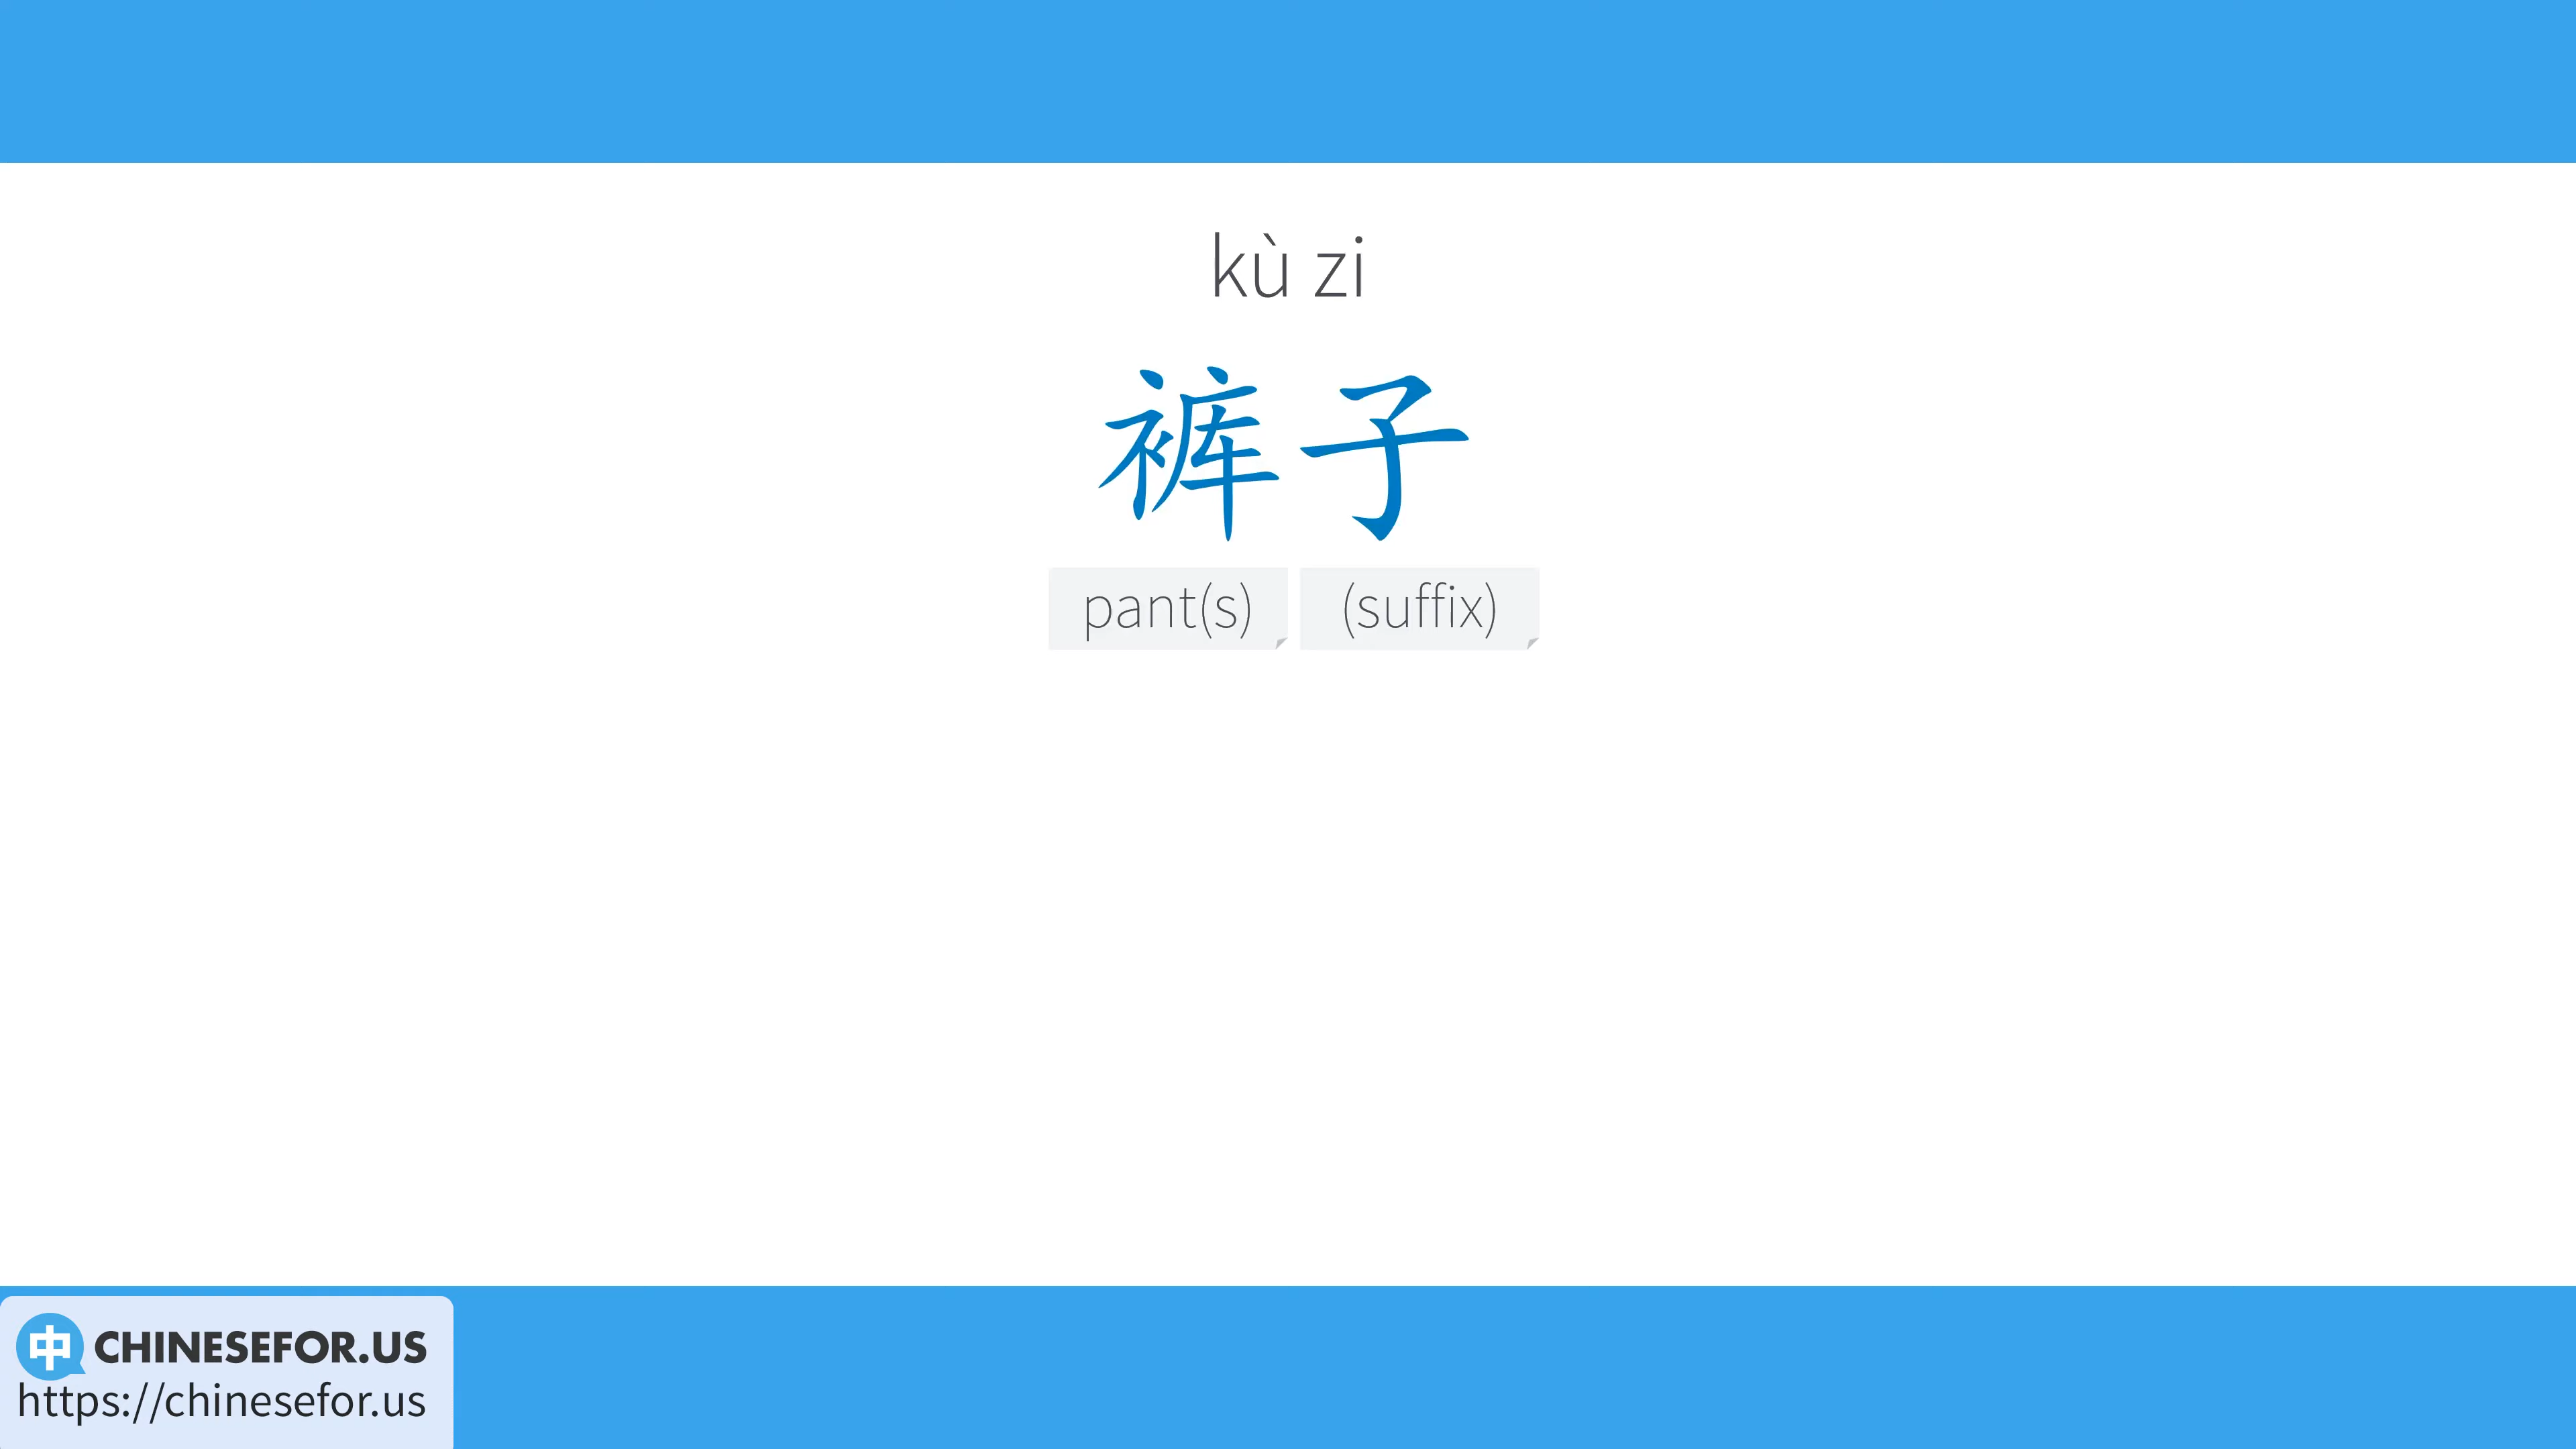 kù zi
裤子
pant(s) (suffix)
中 CHINESEFOR.US
https://chinesefor.us